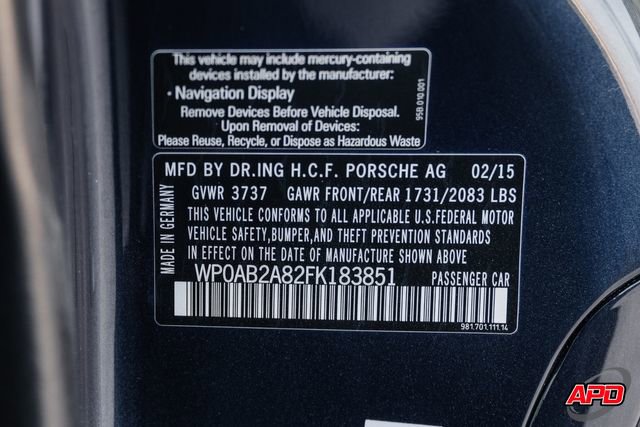 This vehicle may include mercury-containing
devices installed by the manufacturer:
• Navigation Display
Remove Devices Before Vehicle Disposal.
Upon Removal of Devices:
Please Reuse, Recycle, or Dispose as Hazardous Waste
95B 010 001
MFD BY DR.ING H.C.F. PORSCHE AG 02/15
GVWR 3737 GAWR FRONT/REAR 1731/2083 LBS
THIS VEHICLE CONFORMS TO ALL APPLICABLE U.S.FEDERAL MOTOR
VEHICLE SAFETY,BUMPER,AND THEFT PREVENTION STANDARDS
IN EFFECT ON THE DATE OF MANUFACTURE SHOWN ABOVE
WP0AB2A82FK183851 PASSENGER CAR
MADE IN GERMANY
981.701.111.14
APD